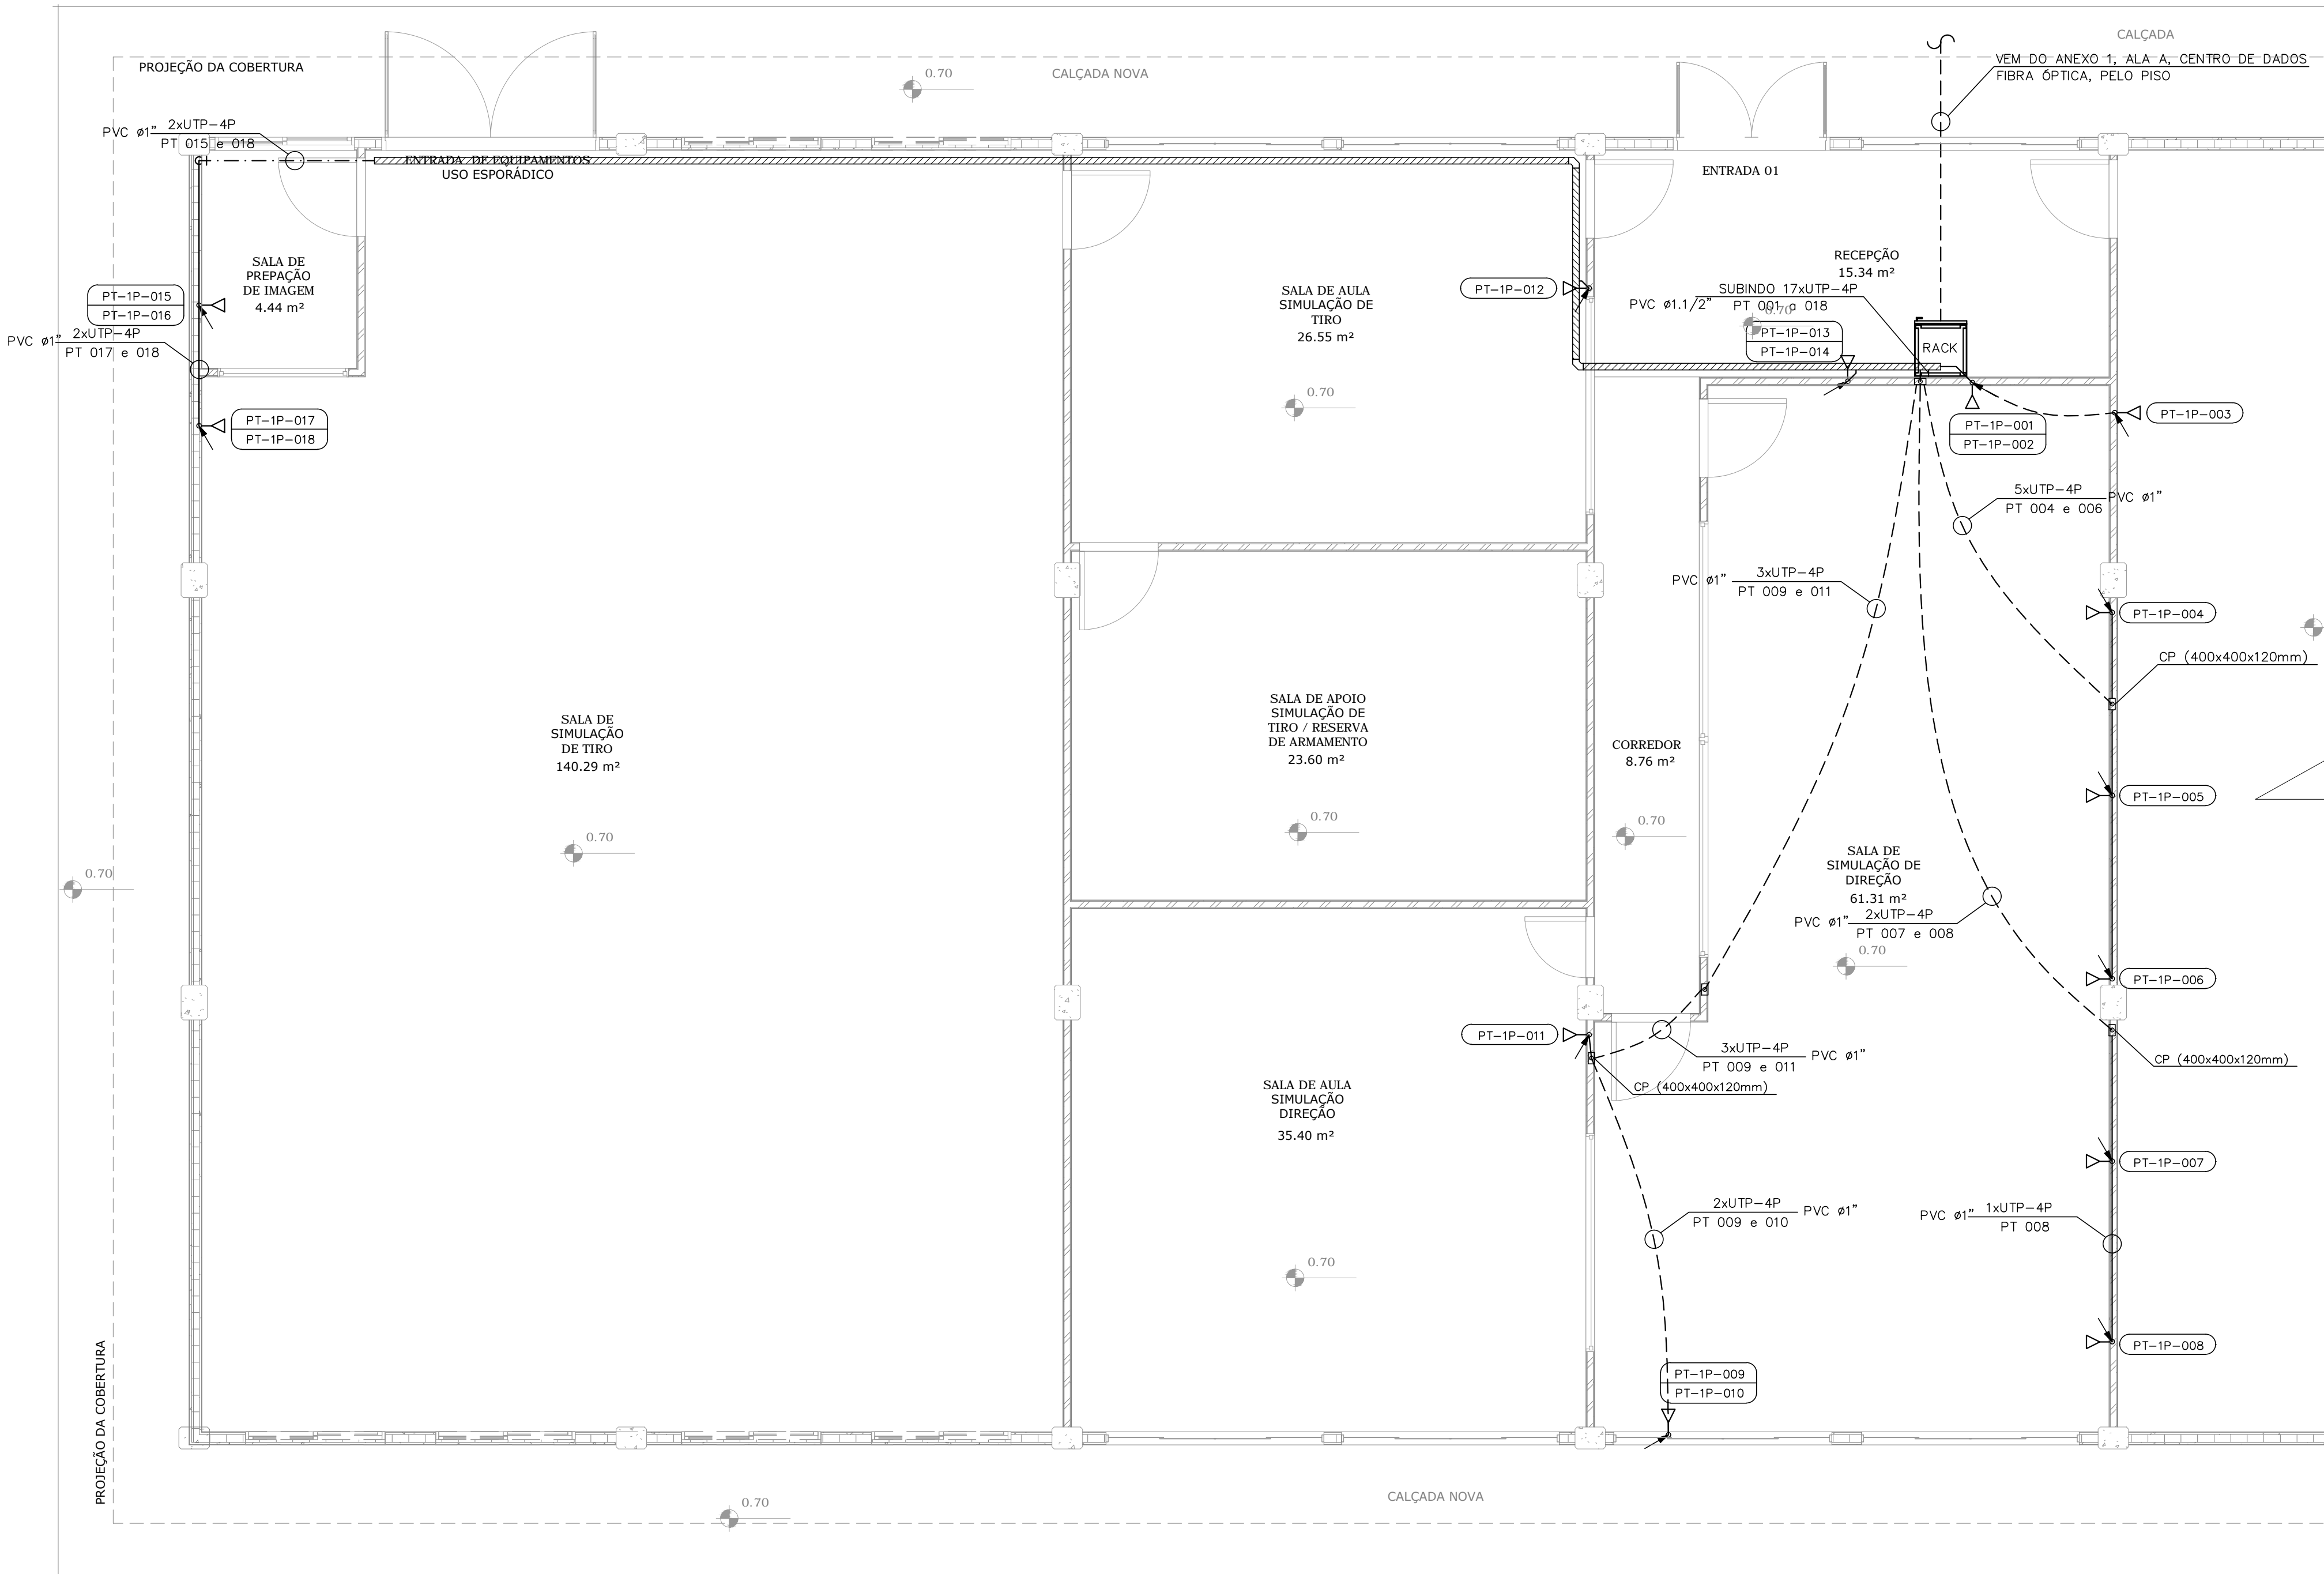 CALÇADA
PROJEÇÃO DA COBERTURA
0.70
CALÇADA NOVA
VEM DO ANEXO 1, ALA A, CENTRO DE DADOS
FIBRA ÓPTICA, PELO PISO
PVC ø1" 2xUTP-4P
PT 015 e 018
ENTRADA DE EQUIPAMENTOS
USO ESPORÁDICO
ENTRADA 01
SALA DE
PREPAÇÃO
DE IMAGEM
4.44 m²
PT-1P-015
PT-1P-016
PVC ø1" 2xUTP-4P
PT 017 e 018
PT-1P-017
PT-1P-018
SALA DE AULA
SIMULAÇÃO DE
TIRO
26.55 m²
0.70
PT-1P-012
RECEPÇÃO
15.34 m²
SUBINDO 17xUTP-4P
PVC ø1.1/2" PT 001 a 018
0.70
PT-1P-013
PT-1P-014
RACK
PT-1P-001
PT-1P-002
PT-1P-003
5xUTP-4P PVC ø1"
PT 004 e 006
PVC ø1" 3xUTP-4P
PT 009 e 011
PT-1P-004
CP (400x400x120mm)
SALA DE
SIMULAÇÃO
DE TIRO
140.29 m²
0.70
0.70
SALA DE APOIO
SIMULAÇÃO DE
TIRO / RESERVA
DE ARMAMENTO
23.60 m²
0.70
CORREDOR
8.76 m²
0.70
PT-1P-005
SALA DE
SIMULAÇÃO DE
DIREÇÃO
61.31 m²
PVC ø1" 2xUTP-4P
PT 007 e 008
0.70
PT-1P-006
PT-1P-011
3xUTP-4P PVC ø1"
PT 009 e 011
CP (400x400x120mm)
CP (400x400x120mm)
SALA DE AULA
SIMULAÇÃO
DIREÇÃO
35.40 m²
0.70
PT-1P-007
2xUTP-4P PVC ø1"
PT 009 e 010
PVC ø1" 1xUTP-4P
PT 008
PT-1P-008
PT-1P-009
PT-1P-010
PROJEÇÃO DA COBERTURA
0.70
CALÇADA NOVA